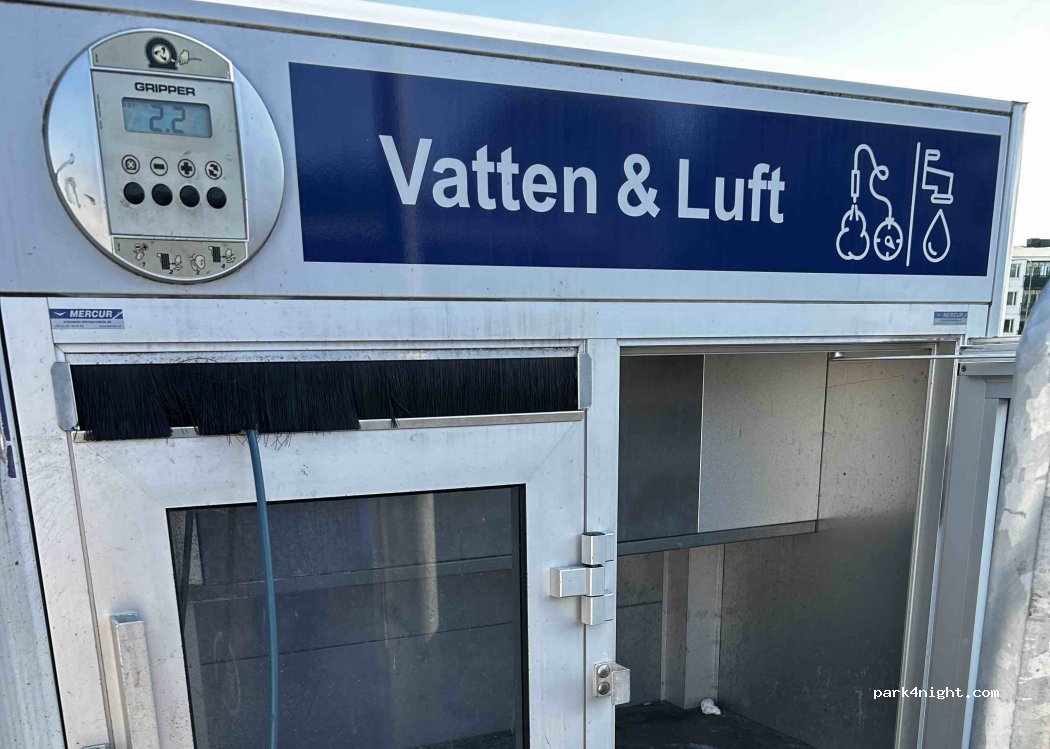 GRIPPER
2.2
Vatten & Luft
MERCUR
MERCUR
park4night.com